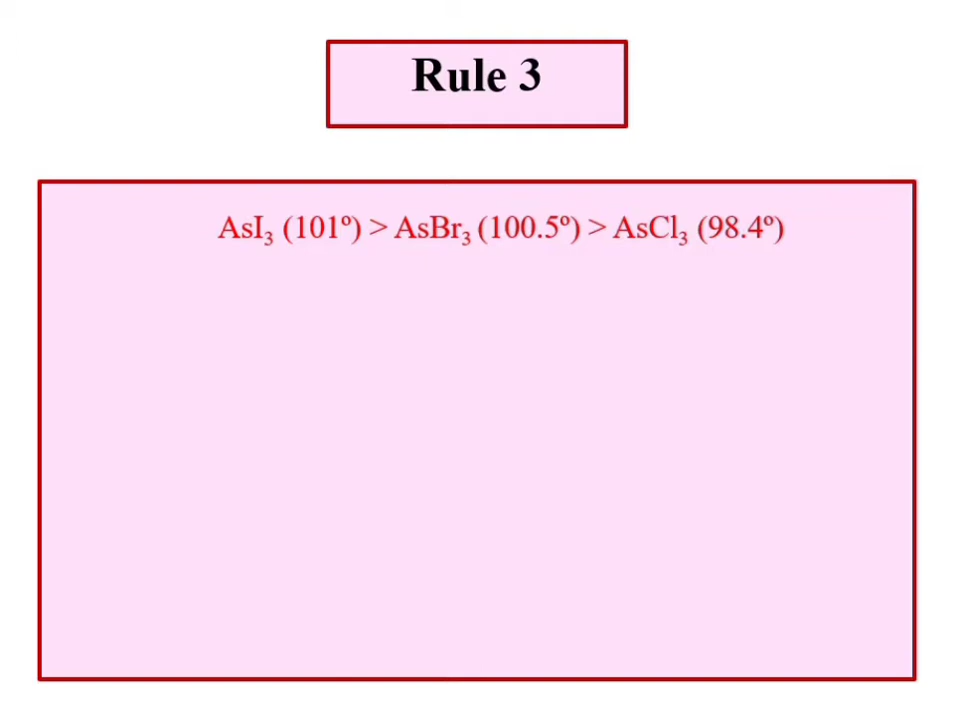 Rule 3
AsI₃ (101º) > AsBr₃ (100.5º) > AsCl₃ (98.4º)